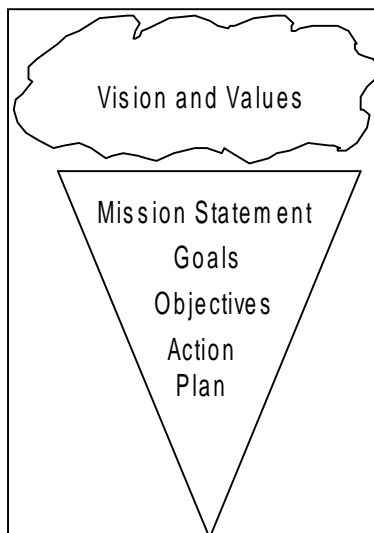 Vision and Values
Mission Statement
Goals
Objectives
Action
Plan